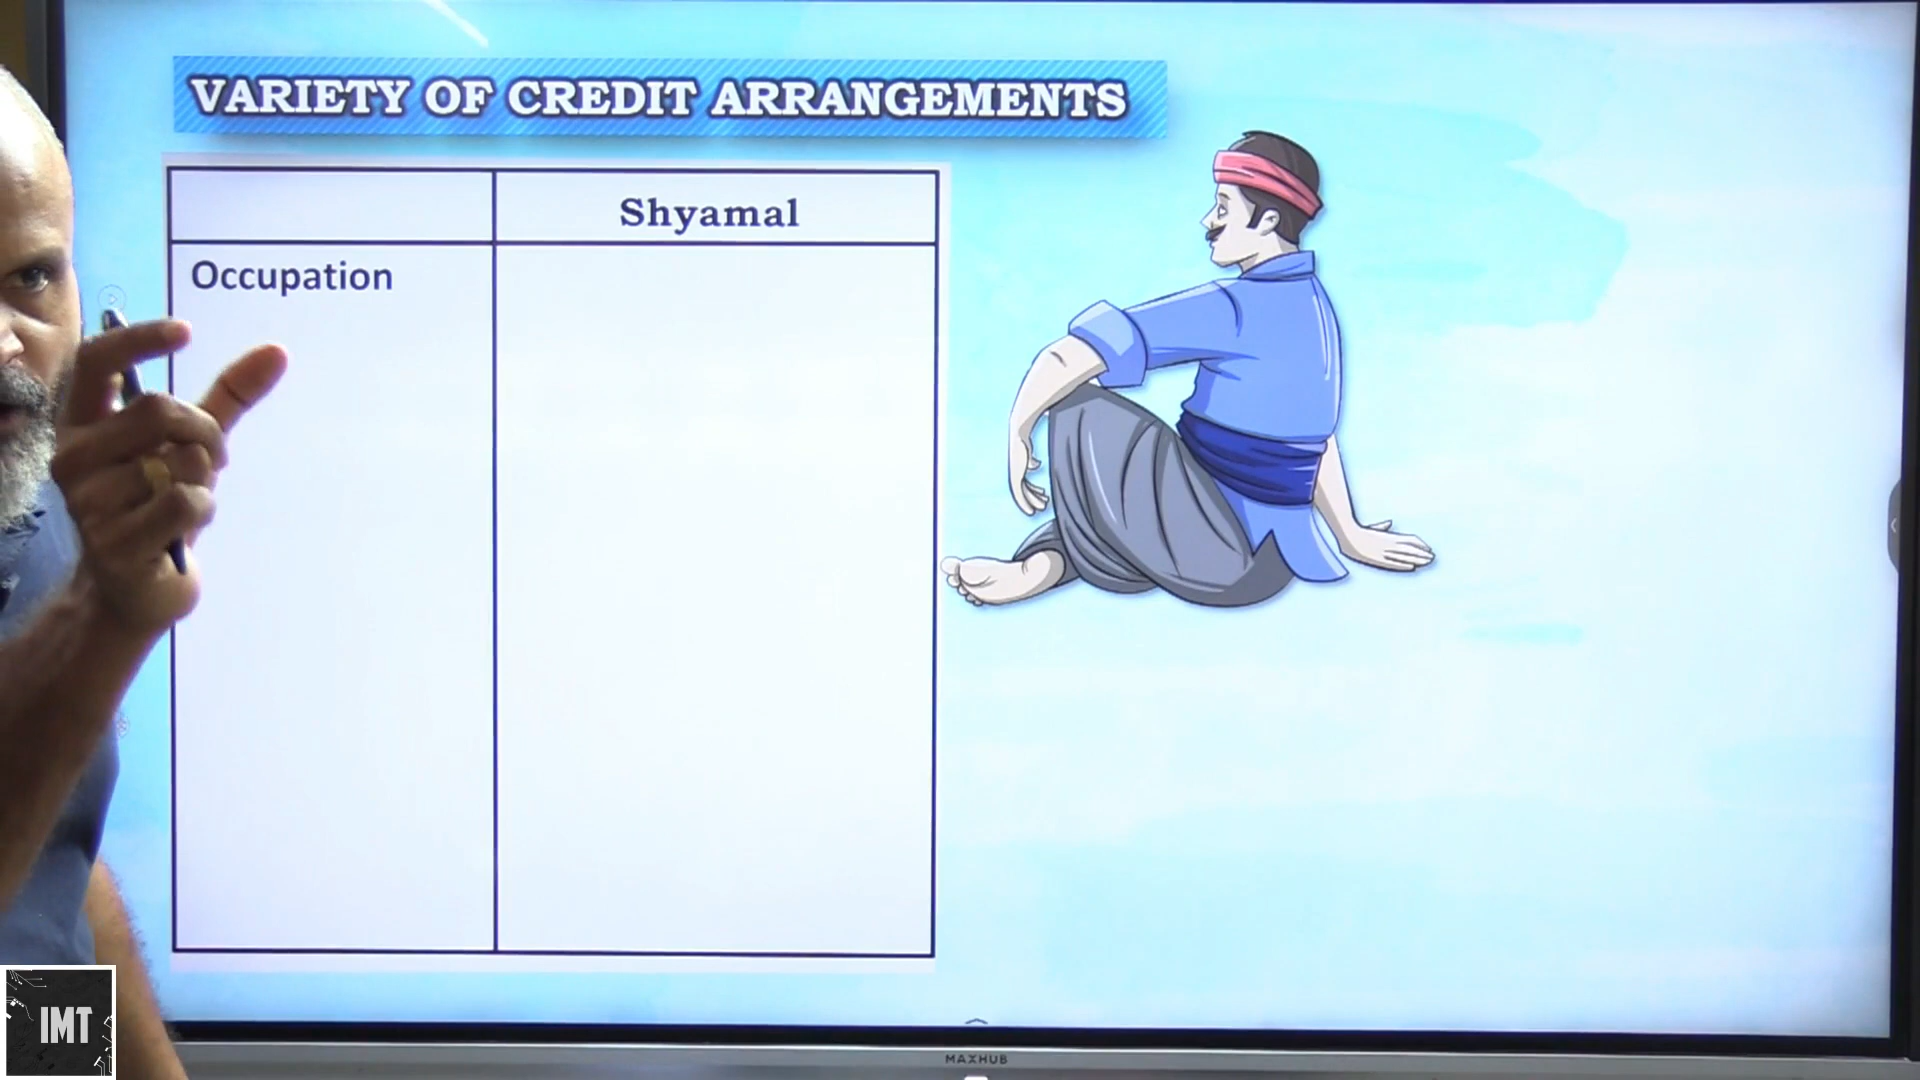 VARIETY OF CREDIT ARRANGEMENTS
Shyamal
Occupation
IMT
MAXHUB